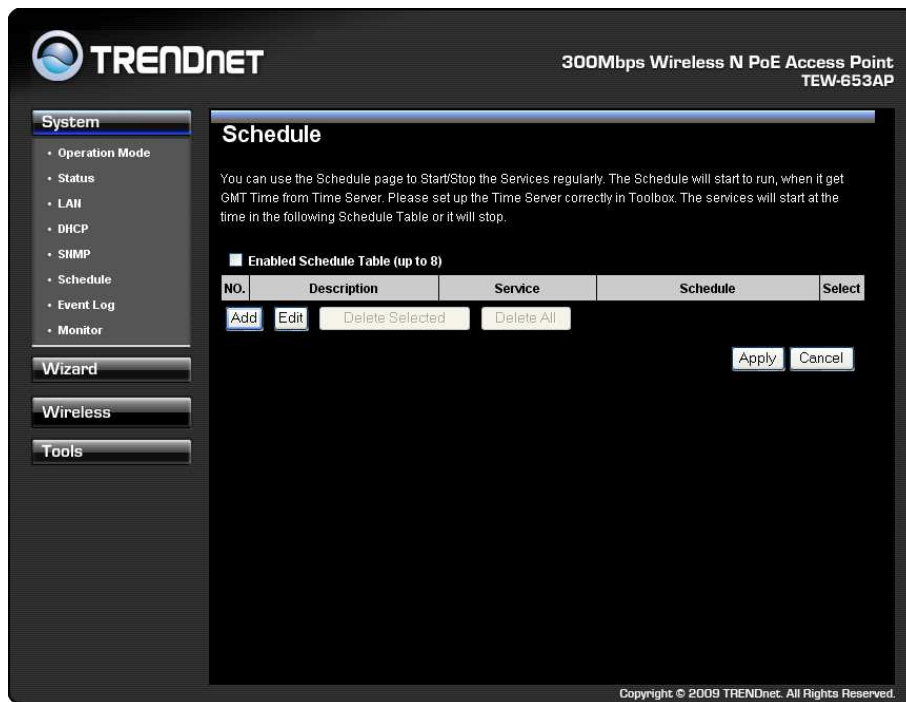 TRENDNET
300Mbps Wireless N PoE Access Point
TEW-653AP
System
• Operation Mode
• Status
• LAN
• DHCP
• SNMP
• Schedule
• Event Log
• Monitor
Wizard
Wireless
Tools
Schedule
You can use the Schedule page to Start/Stop the Services regularly. The Schedule will start to run, when it get
GMT Time from Time Server. Please set up the Time Server correctly in Toolbox. The services will start at the
time in the following Schedule Table or it will stop.
Enabled Schedule Table (up to 8)
NO. Description Service Schedule Select
Add Edit Delete Selected Delete All
Apply Cancel
Copyright © 2009 TRENDnet. All Rights Reserved.